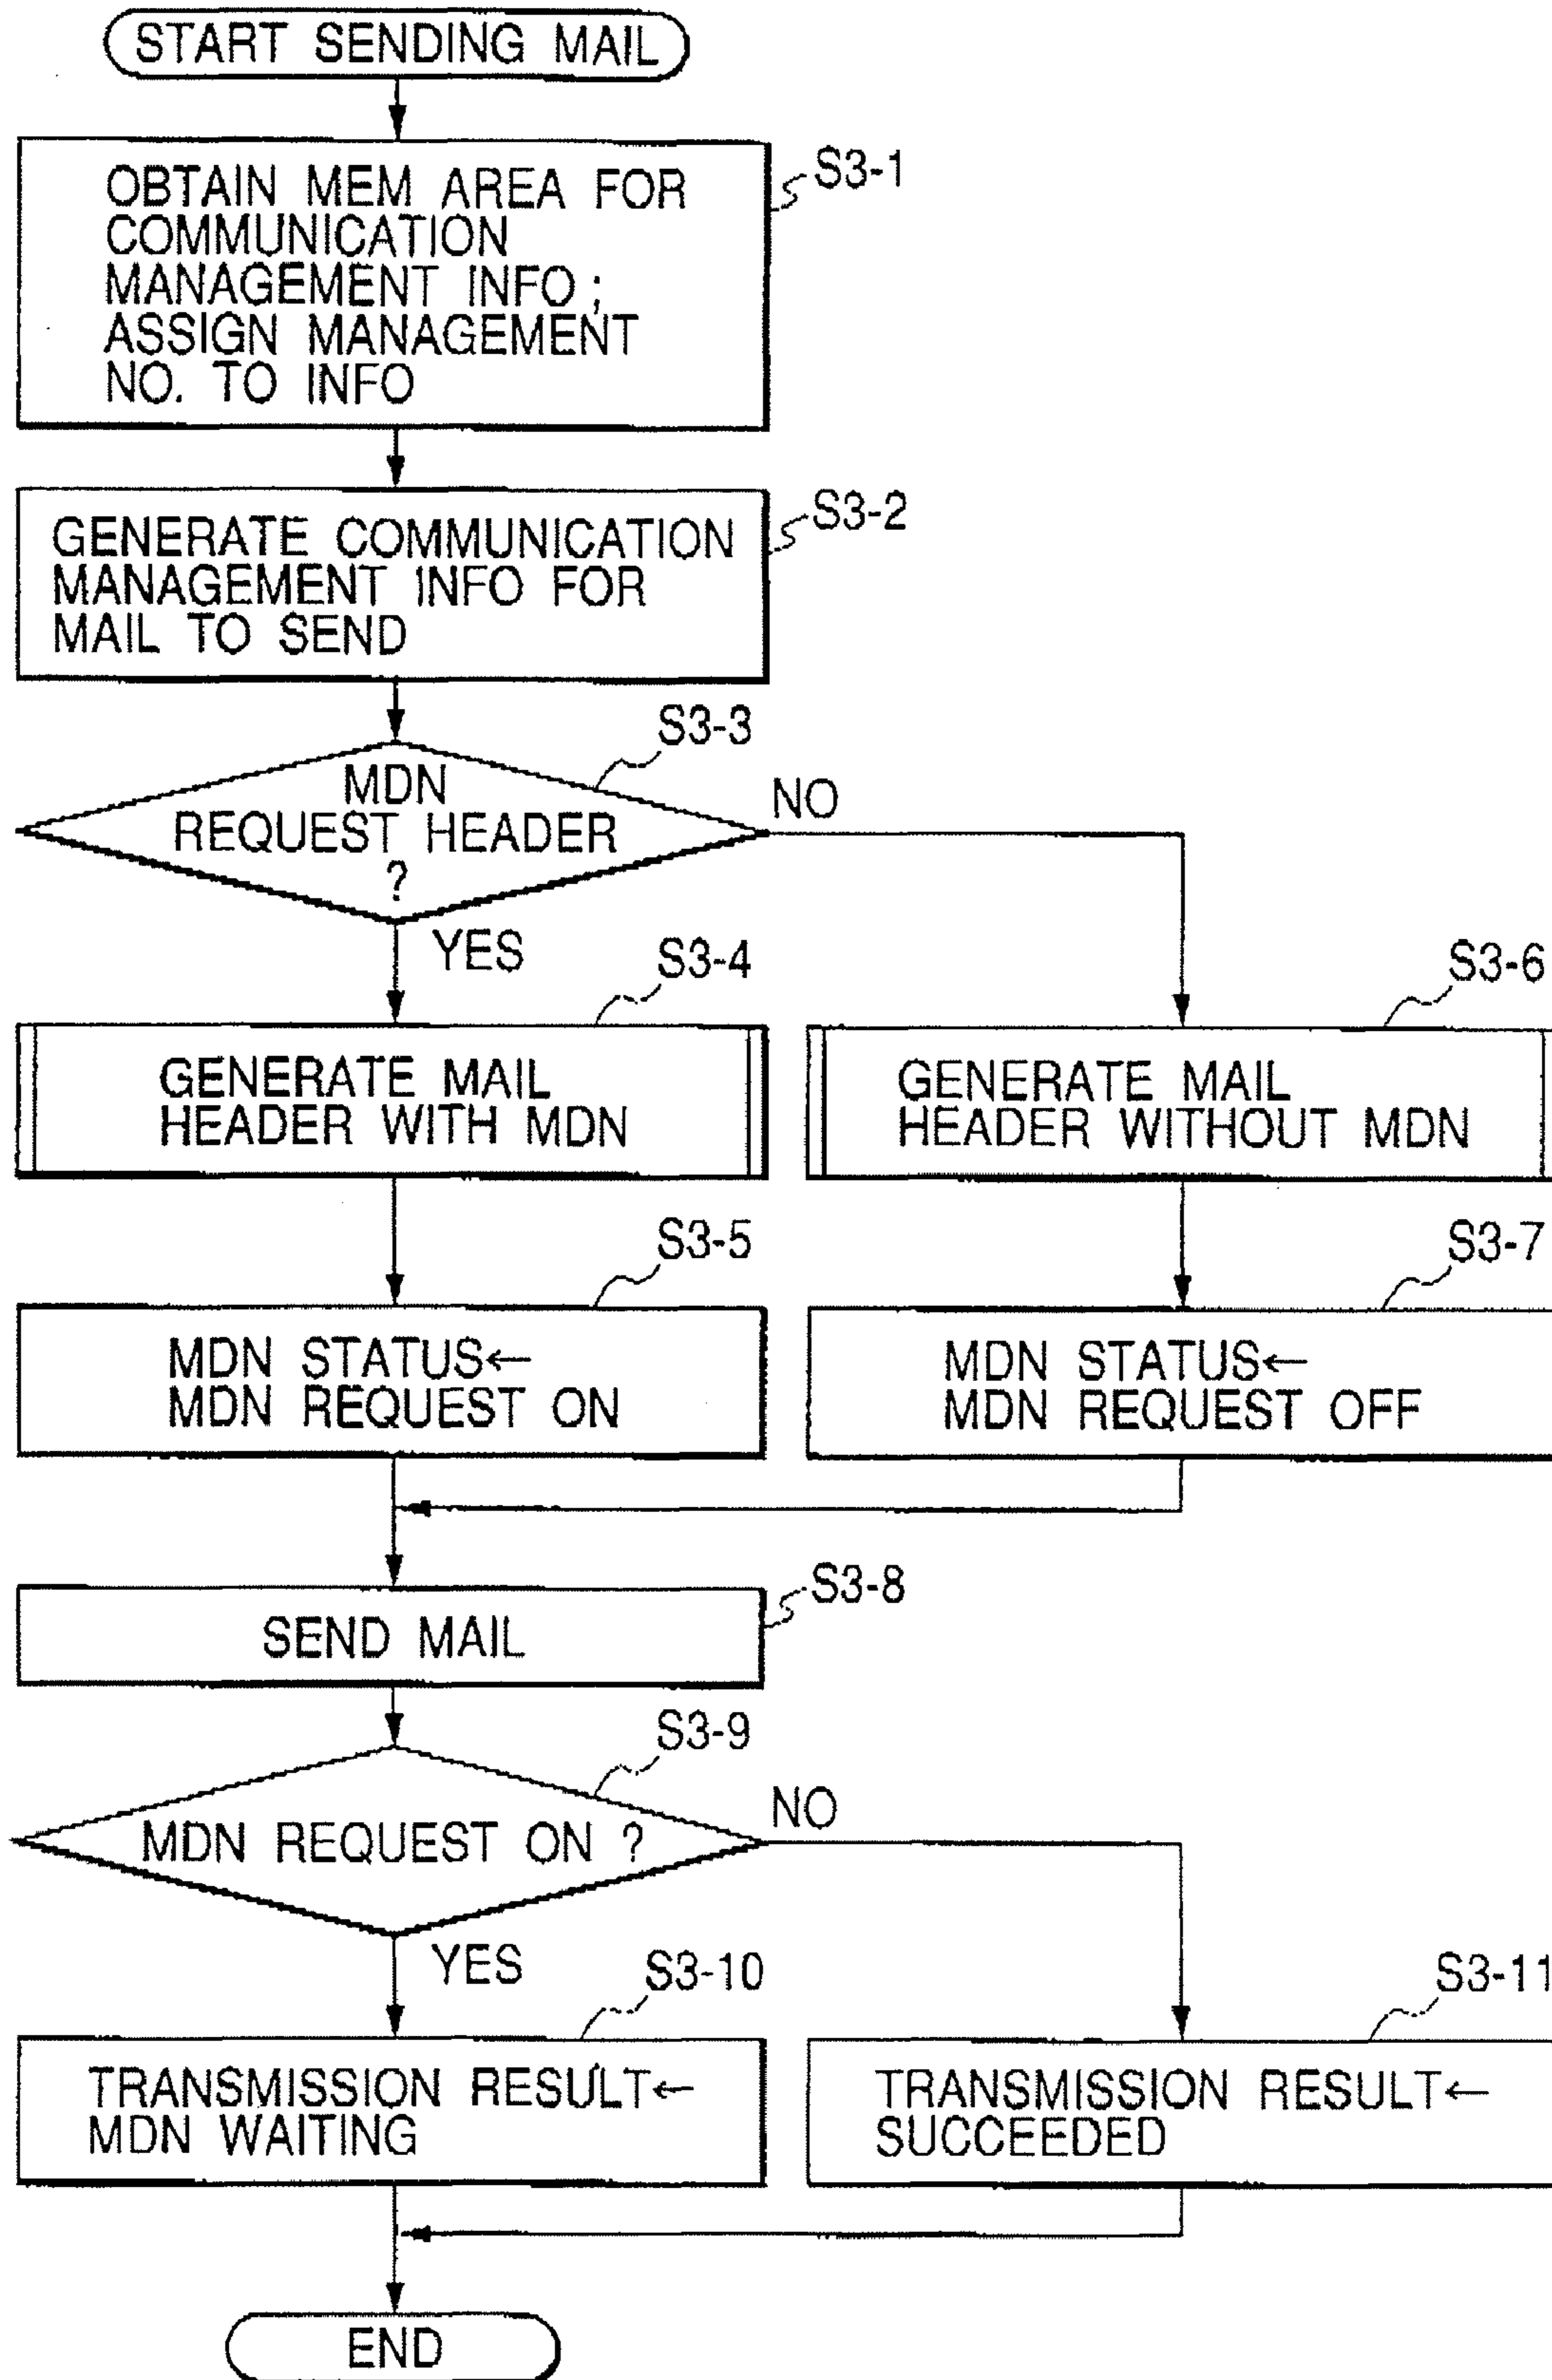 START SENDING MAIL
OBTAIN MEM AREA FOR
COMMUNICATION
MANAGEMENT INFO ;
ASSIGN MANAGEMENT
NO. TO INFO
S3-1
GENERATE COMMUNICATION
MANAGEMENT INFO FOR
MAIL TO SEND
S3-2
MDN
REQUEST HEADER
?
S3-3
NO
YES
S3-4
GENERATE MAIL
HEADER WITH MDN
S3-6
GENERATE MAIL
HEADER WITHOUT MDN
S3-5
MDN STATUS←
MDN REQUEST ON
S3-7
MDN STATUS←
MDN REQUEST OFF
S3-8
SEND MAIL
S3-9
MDN REQUEST ON ?
NO
YES
S3-10
TRANSMISSION RESULT←
MDN WAITING
S3-11
TRANSMISSION RESULT←
SUCCEEDED
END